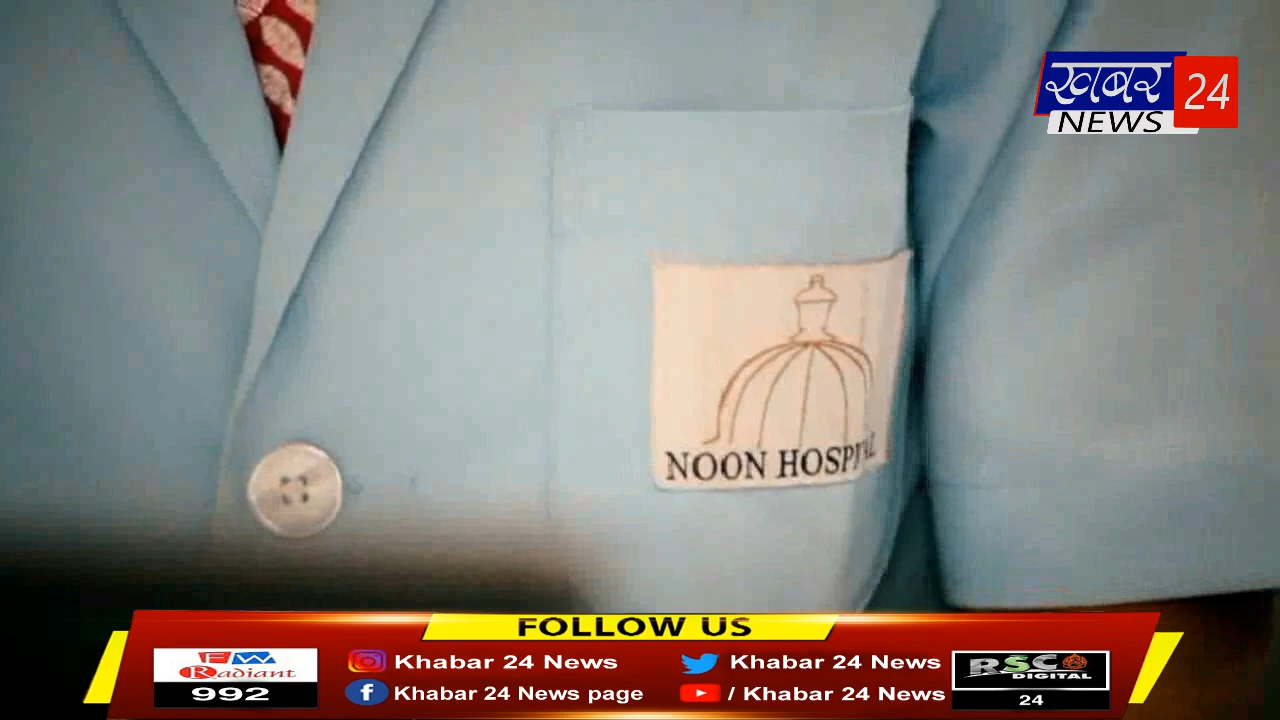 खबर 24
NEWS
NOON HOSPITAL
FOLLOW US
FW
Radiant
992
Khabar 24 News
Khabar 24 News
Khabar 24 News page
/ Khabar 24 News
RSC
DIGITAL
24